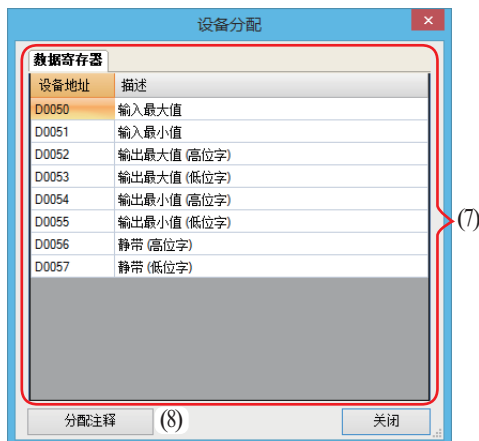 设备分配
数据寄存器
设备地址 描述
D0050 输入最大值
D0051 输入最小值
D0052 输出最大值 (高位字)
D0053 输出最大值 (低位字)
D0054 输出最小值 (高位字)
D0055 输出最小值 (低位字)
D0056 静带 (高位字)
D0057 静带 (低位字)
(7)
分配注释 (8) 关闭